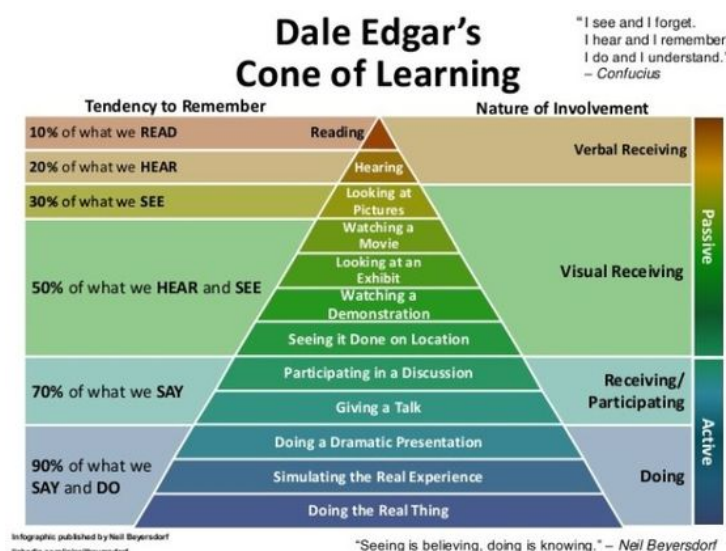 Dale Edgar's
Cone of Learning
"I see and I forget.
I hear and I remember
I do and I understand."
– Confucius
Tendency to Remember
Nature of Involvement
10% of what we READ
Reading
Verbal Receiving
20% of what we HEAR
Hearing
30% of what we SEE
Looking at
Pictures
Watching a
Movie
Looking at an
Exhibit
Visual Receiving
Passive
50% of what we HEAR and SEE
Watching a
Demonstration
Seeing it Done on Location
Participating in a Discussion
Receiving/
Participating
70% of what we SAY
Giving a Talk
Doing a Dramatic Presentation
Active
90% of what we
SAY and DO
Simulating the Real Experience
Doing
Doing the Real Thing
Infographic published by Neil Beyersdorf
"Seeing is believing, doing is knowing." – Neil Beyersdorf